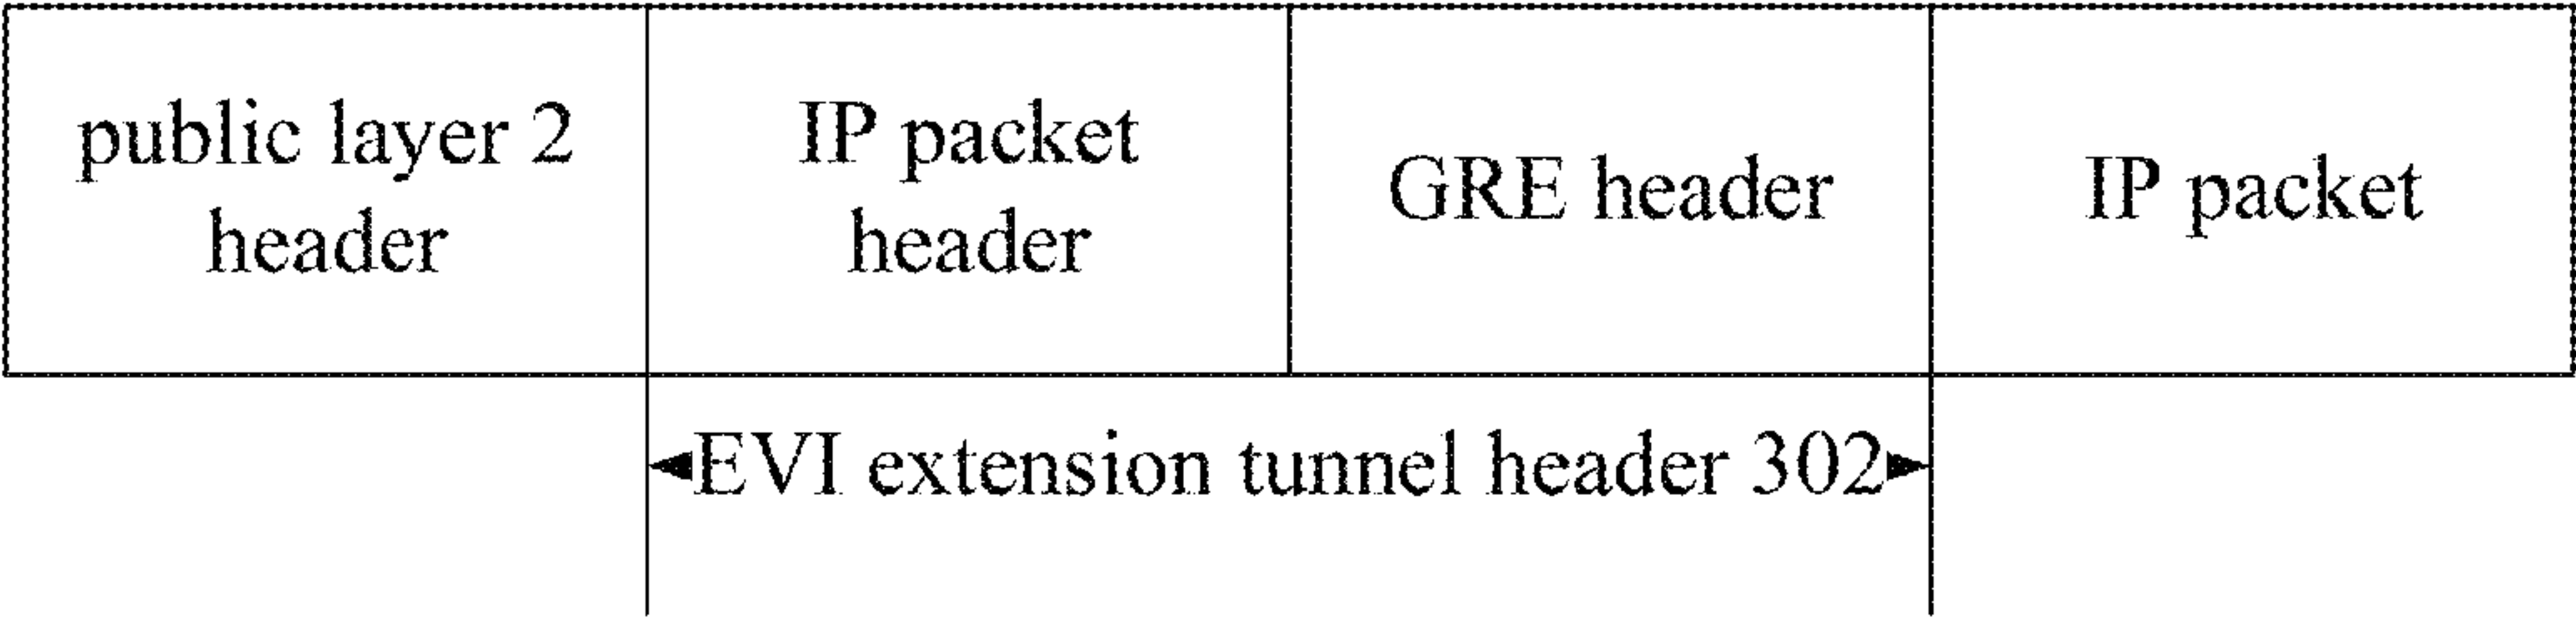 public layer 2
header
IP packet
header
GRE header
IP packet
EVI extension tunnel header 302